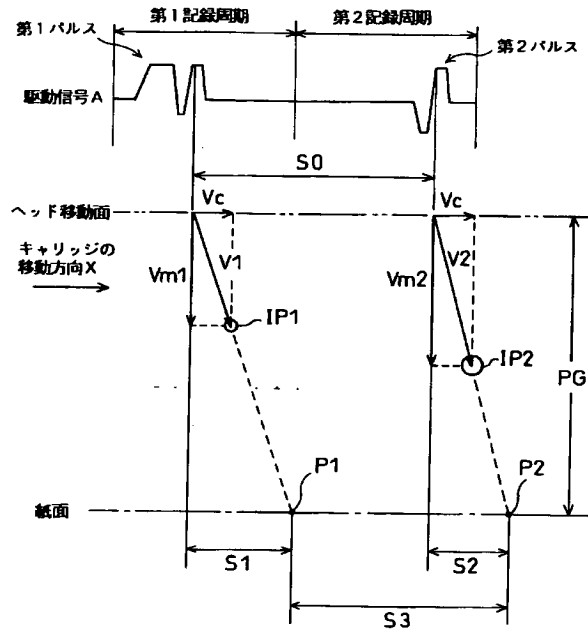 第1記録周期 第2記録周期
第1パルス
第2パルス
駆動信号A
S0
Vc Vc
ヘッド移動面
キャリッジの
移動方向X
Vm1 V1 Vm2 V2
IP1 IP2
PG
P1 P2
紙面
S1 S2
S3